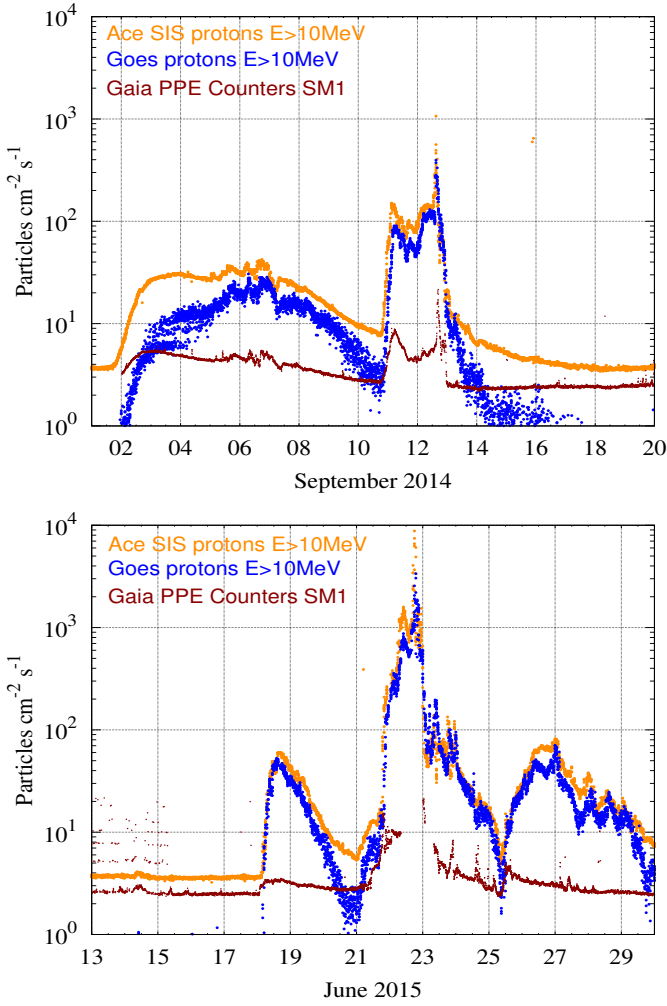 Ace SIS protons E>10MeV
Goes protons E>10MeV
Gaia PPE Counters SM1
Particles cm-2 s-1
10^4
10^3
10^2
10^1
10^0
02 04 06 08 10 12 14 16 18 20
September 2014
Ace SIS protons E>10MeV
Goes protons E>10MeV
Gaia PPE Counters SM1
Particles cm-2 s-1
10^4
10^3
10^2
10^1
10^0
13 15 17 19 21 23 25 27 29
June 2015